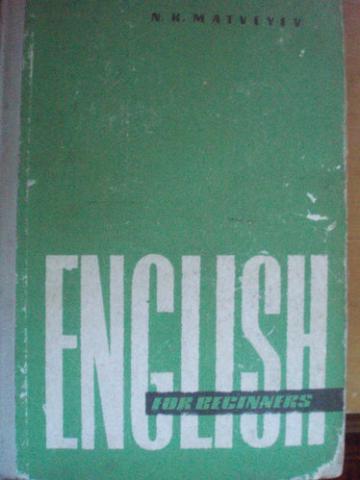 N. K. MATVEYEV
ENGLISH
FOR BEGINNERS